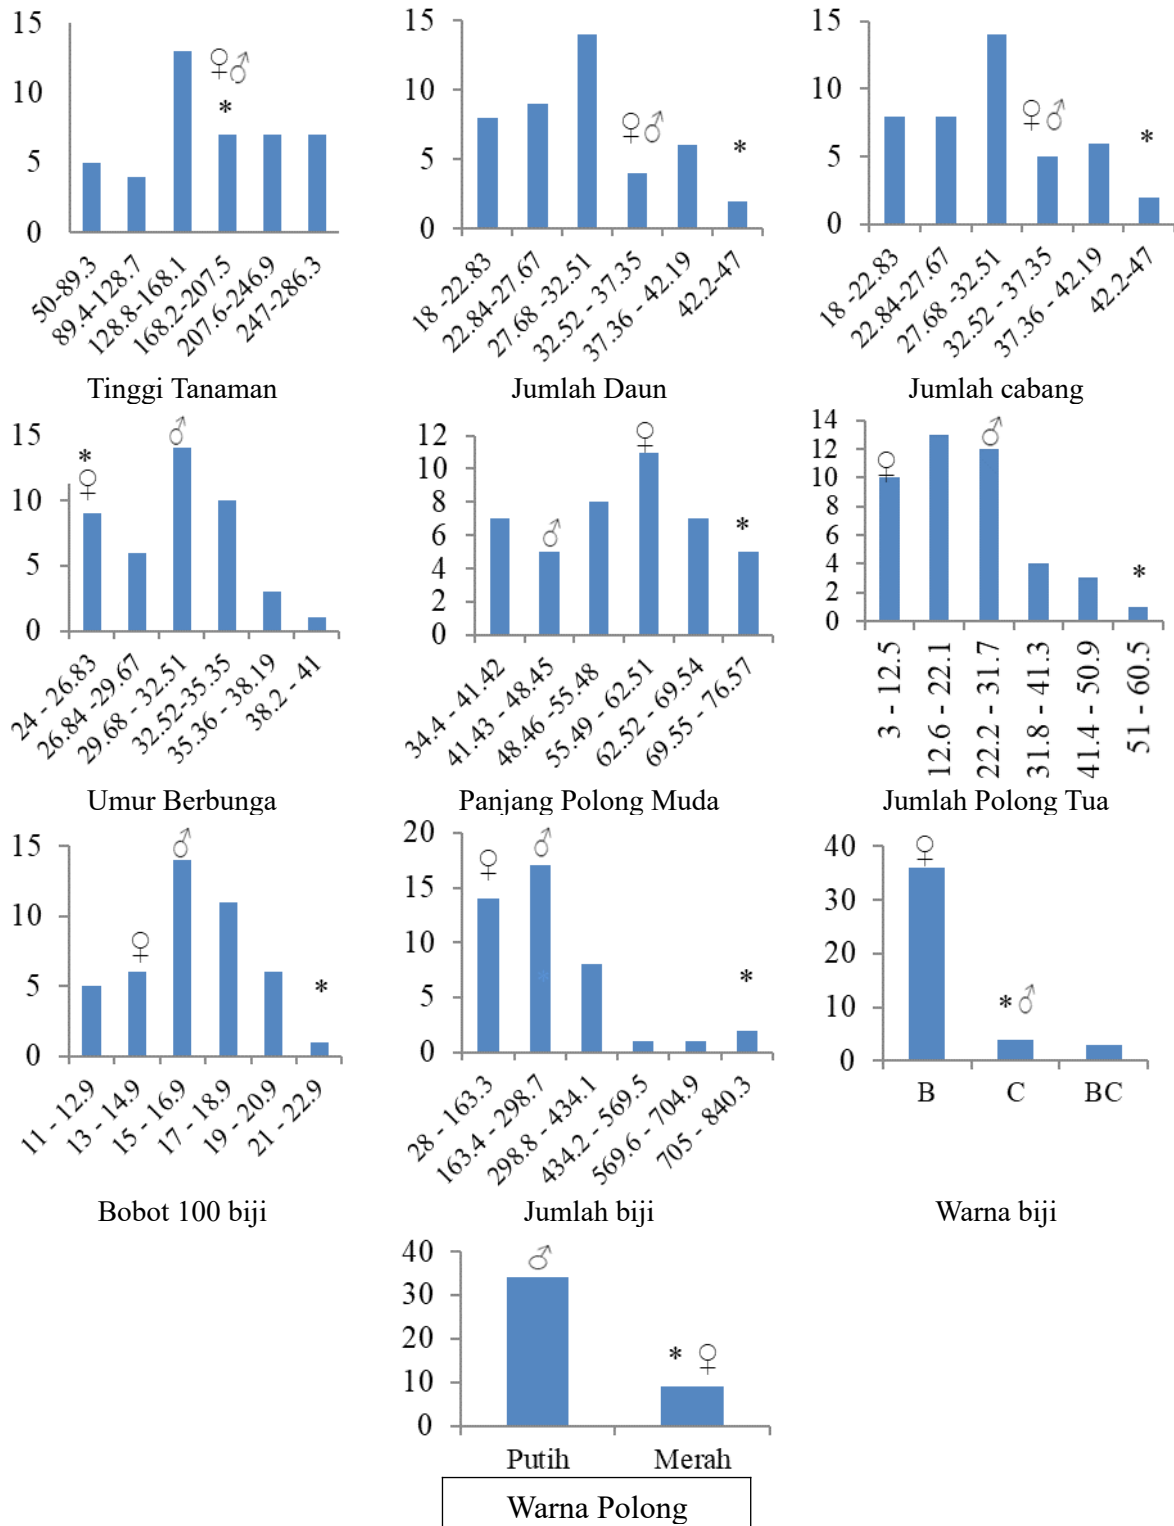 15
10
5
0
♀♂
*
50-89.3
89.4-128.7
128.8-168.1
168.2-207.5
207.6-246.9
247-286.3
Tinggi Tanaman
15
10
5
0
♀♂
*
18 -22.83
22.84-27.67
27.68 -32.51
32.52 - 37.35
37.36 - 42.19
42.2-47
Jumlah Daun
15
10
5
0
♀♂
*
18 -22.83
22.84-27.67
27.68 -32.51
32.52 - 37.35
37.36 - 42.19
42.2-47
Jumlah cabang
15
10
5
0
*
♀
♂
24 - 26.83
26.84 -29.67
29.68 - 32.51
32.52-35.35
35.36 - 38.19
38.2 - 41
Umur Berbunga
12
10
8
6
4
2
0
♂
♀
*
34.4 - 41.42
41.43 - 48.45
48.46 -55.48
55.49 - 62.51
62.52 - 69.54
69.55 - 76.57
Panjang Polong Muda
14
12
10
8
6
4
2
0
♀
♂
*
3 - 12.5
12.6 - 22.1
22.2 - 31.7
31.8 - 41.3
41.4 - 50.9
51 - 60.5
Jumlah Polong Tua
15
10
5
0
♀
♂
*
11 - 12.9
13 - 14.9
15 - 16.9
17 - 18.9
19 - 20.9
21 - 22.9
Bobot 100 biji
20
15
10
5
0
♀
♂
*
*
28 - 163.3
163.4 - 298.7
298.8 - 434.1
434.2 - 569.5
569.6 - 704.9
705 - 840.3
Jumlah biji
40
30
20
10
0
♀
*♂
B
C
BC
Warna biji
40
30
20
10
0
♂
* ♀
Putih
Merah
Warna Polong